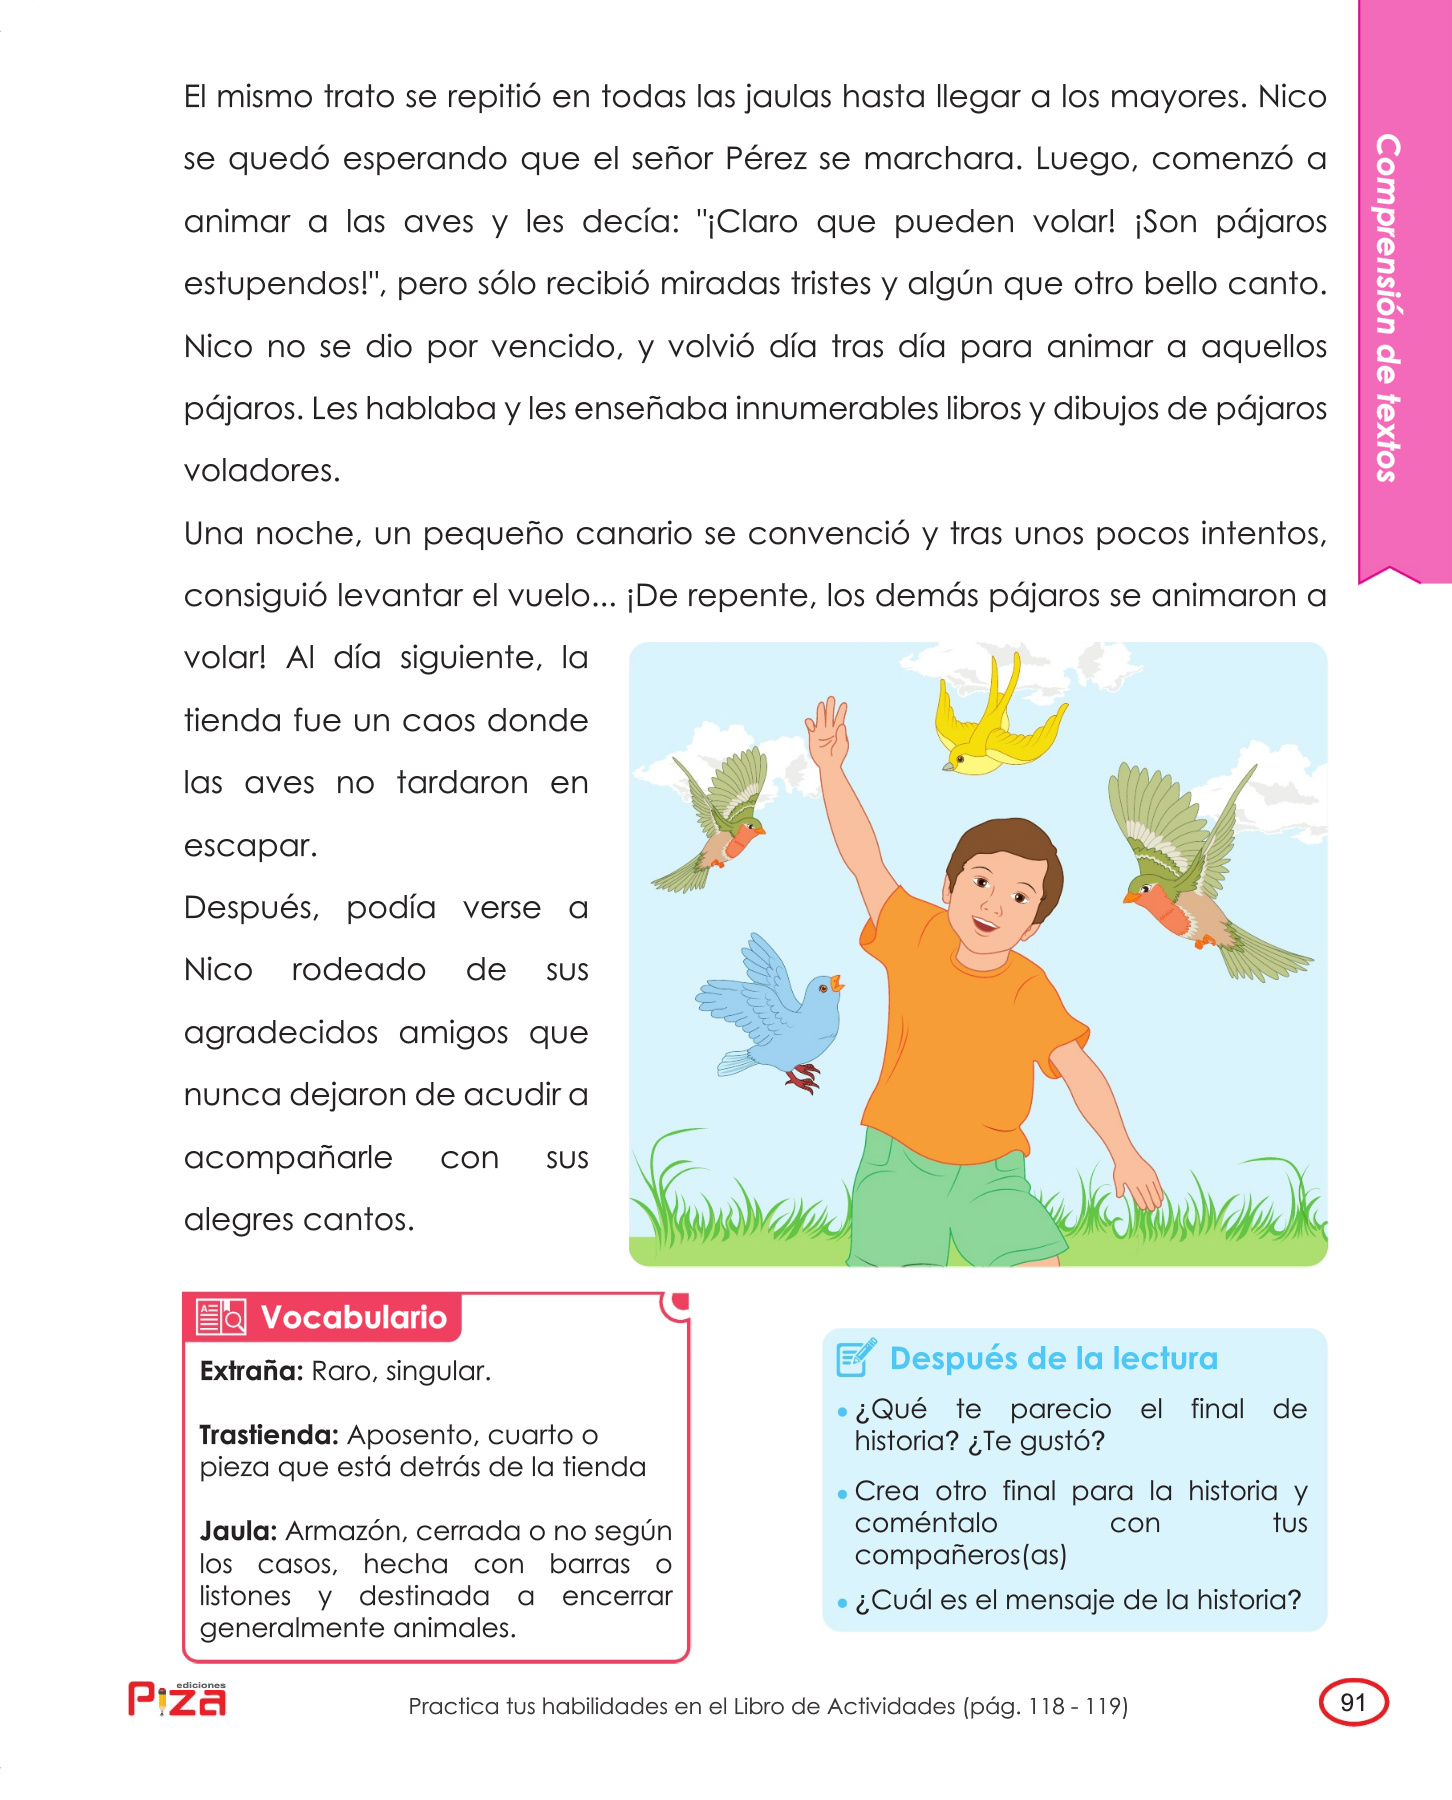 El mismo trato se repitió en todas las jaulas hasta llegar a los mayores. Nico
se quedó esperando que el señor Pérez se marchara. Luego, comenzó a
animar a las aves y les decía: "¡Claro que pueden volar! ¡Son pájaros
estupendos!", pero sólo recibió miradas tristes y algún que otro bello canto.
Nico no se dio por vencido, y volvió día tras día para animar a aquellos
pájaros. Les hablaba y les enseñaba innumerables libros y dibujos de pájaros
voladores.
Una noche, un pequeño canario se convenció y tras unos pocos intentos,
consiguió levantar el vuelo... ¡De repente, los demás pájaros se animaron a
volar! Al día siguiente, la
tienda fue un caos donde
las aves no tardaron en
escapar.
Después, podía verse a
Nico rodeado de sus
agradecidos amigos que
nunca dejaron de acudir a
acompañarle con sus
alegres cantos.
Comprensión de textos
Vocabulario
Extraña: Raro, singular.
Trastienda: Aposento, cuarto o
pieza que está detrás de la tienda
Jaula: Armazón, cerrada o no según
los casos, hecha con barras o
listones y destinada a encerrar
generalmente animales.
Después de la lectura
• ¿Qué te parecio el final de
historia? ¿Te gustó?
• Crea otro final para la historia y
coméntalo con tus
compañeros(as)
• ¿Cuál es el mensaje de la historia?
ediciones
Piza
Practica tus habilidades en el Libro de Actividades (pág. 118 - 119)
91